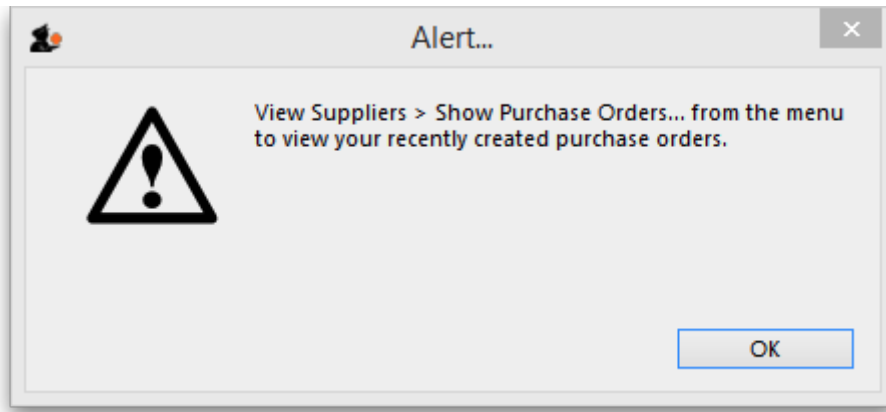 Alert...
View Suppliers > Show Purchase Orders... from the menu
to view your recently created purchase orders.
OK